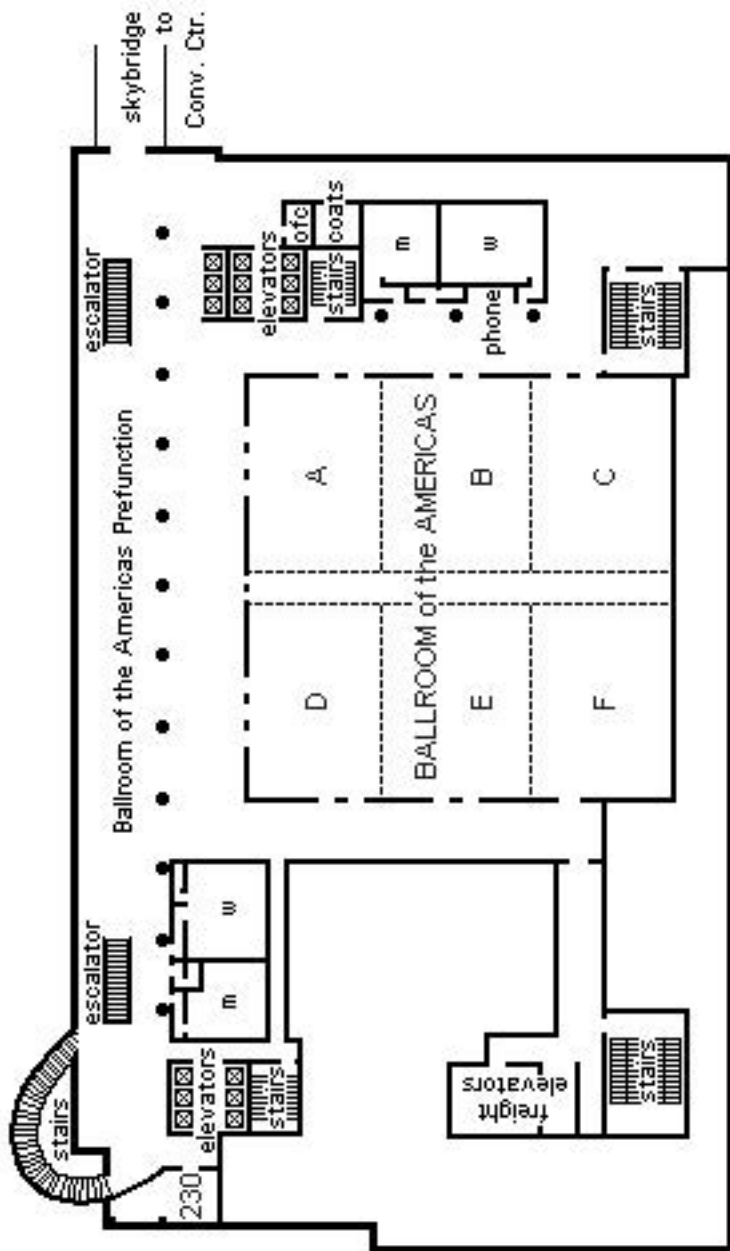 skybridge
to
Conv. Ctr.
escalator
Ballroom of the Americas Prefunction
escalator
stairs
elevators
ofc
coats
stairs
m
w
phone
stairs
A
B
C
BALLROOM of the AMERICAS
D
E
F
w
m
elevators
stairs
230
freight
elevators
stairs